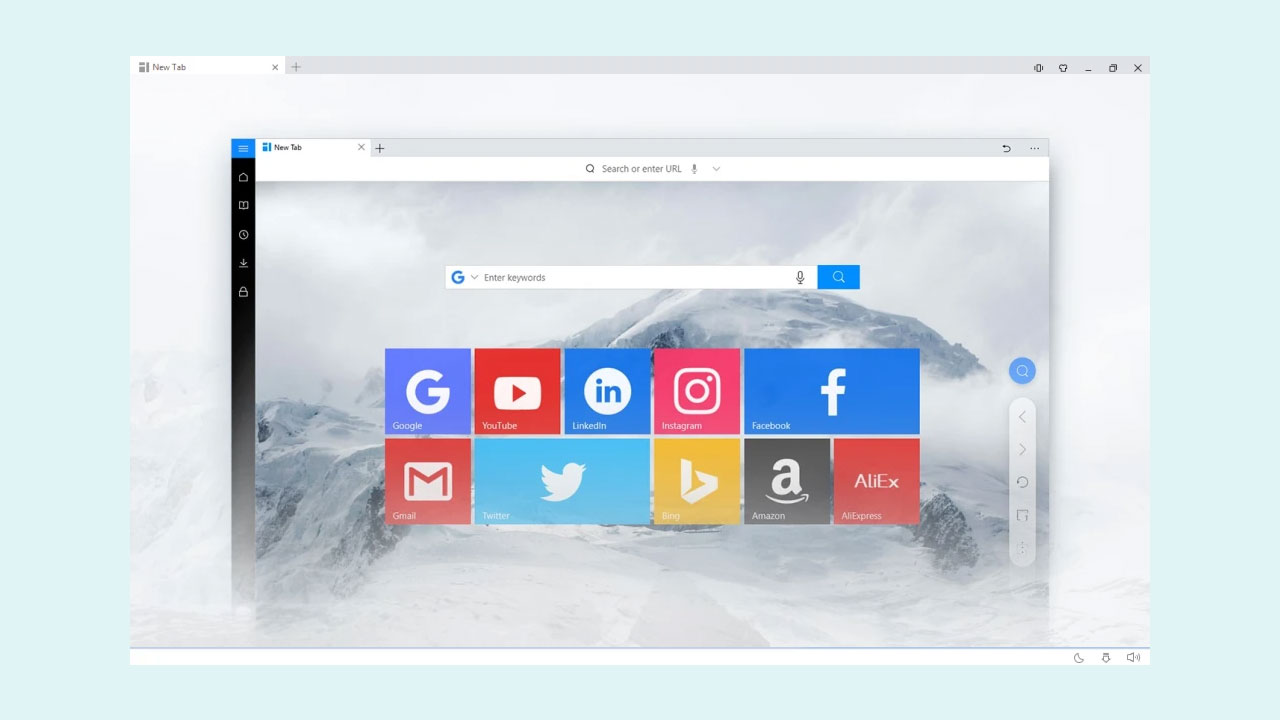 New Tab
New Tab
Search or enter URL
G Enter keywords
G
in
f
Google
YouTube
LinkedIn
Instagram
Facebook
a
AliEx
Gmail
Twitter
Bing
Amazon
AliExpress